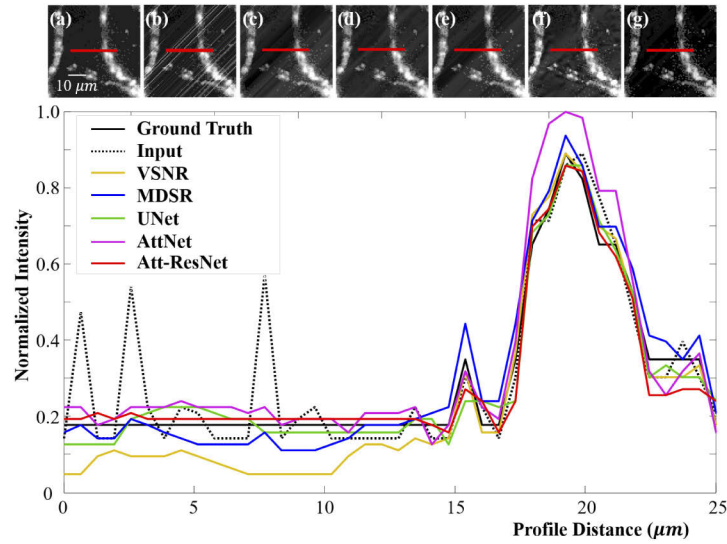 (a) (b) (c) (d) (e) (f) (g)
10 μm
Normalized Intensity
1.0
0.8
0.6
0.4
0.2
0
Ground Truth
Input
VSNR
MDSR
UNet
AttNet
Att-ResNet
0 5 10 15 20 25
Profile Distance (μm)